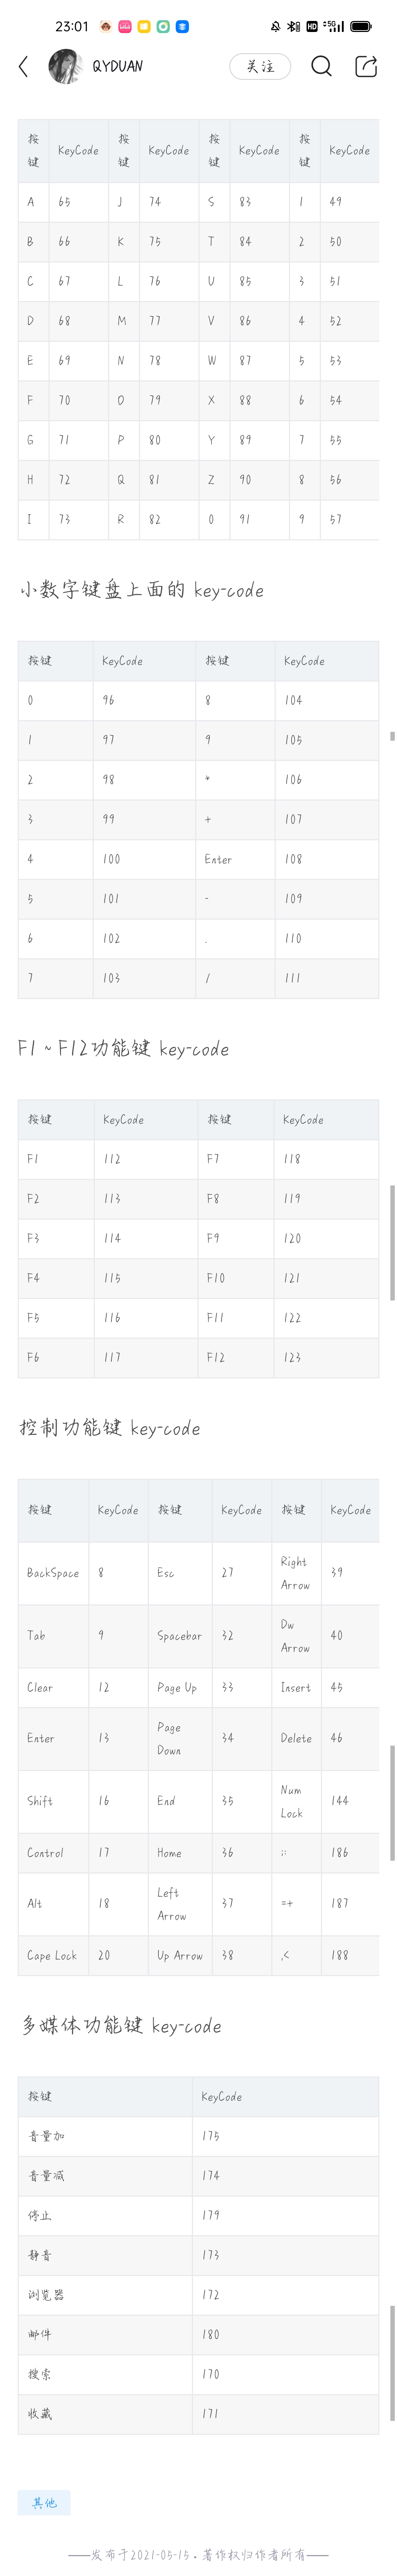 23:01
QYDUAN 关注
按键 KeyCode 按键 KeyCode 按键 KeyCode 按键 KeyCode
A 65 J 74 S 83 1 49
B 66 K 75 T 84 2 50
C 67 L 76 U 85 3 51
D 68 M 77 V 86 4 52
E 69 N 78 W 87 5 53
F 70 O 79 X 88 6 54
G 71 P 80 Y 89 7 55
H 72 Q 81 Z 90 8 56
I 73 R 82 0 91 9 57
小数字键盘上面的 key-code
按键 KeyCode 按键 KeyCode
0 96 8 104
1 97 9 105
2 98 * 106
3 99 + 107
4 100 Enter 108
5 101 - 109
6 102 . 110
7 103 / 111
F1 ~ F12功能键 key-code
按键 KeyCode 按键 KeyCode
F1 112 F7 118
F2 113 F8 119
F3 114 F9 120
F4 115 F10 121
F5 116 F11 122
F6 117 F12 123
控制功能键 key-code
按键 KeyCode 按键 KeyCode 按键 KeyCode
BackSpace 8 Esc 27 Right Arrow 39
Tab 9 Spacebar 32 Dw Arrow 40
Clear 12 Page Up 33 Insert 45
Enter 13 Page Down 34 Delete 46
Shift 16 End 35 Num Lock 144
Control 17 Home 36 ;: 186
Alt 18 Left Arrow 37 =+ 187
Cape Lock 20 Up Arrow 38 ,< 188
多媒体功能键 key-code
按键 KeyCode
音量加 175
音量减 174
停止 179
静音 173
浏览器 172
邮件 180
搜索 170
收藏 171
其他
——发布于2021-05-15. 著作权归作者所有——